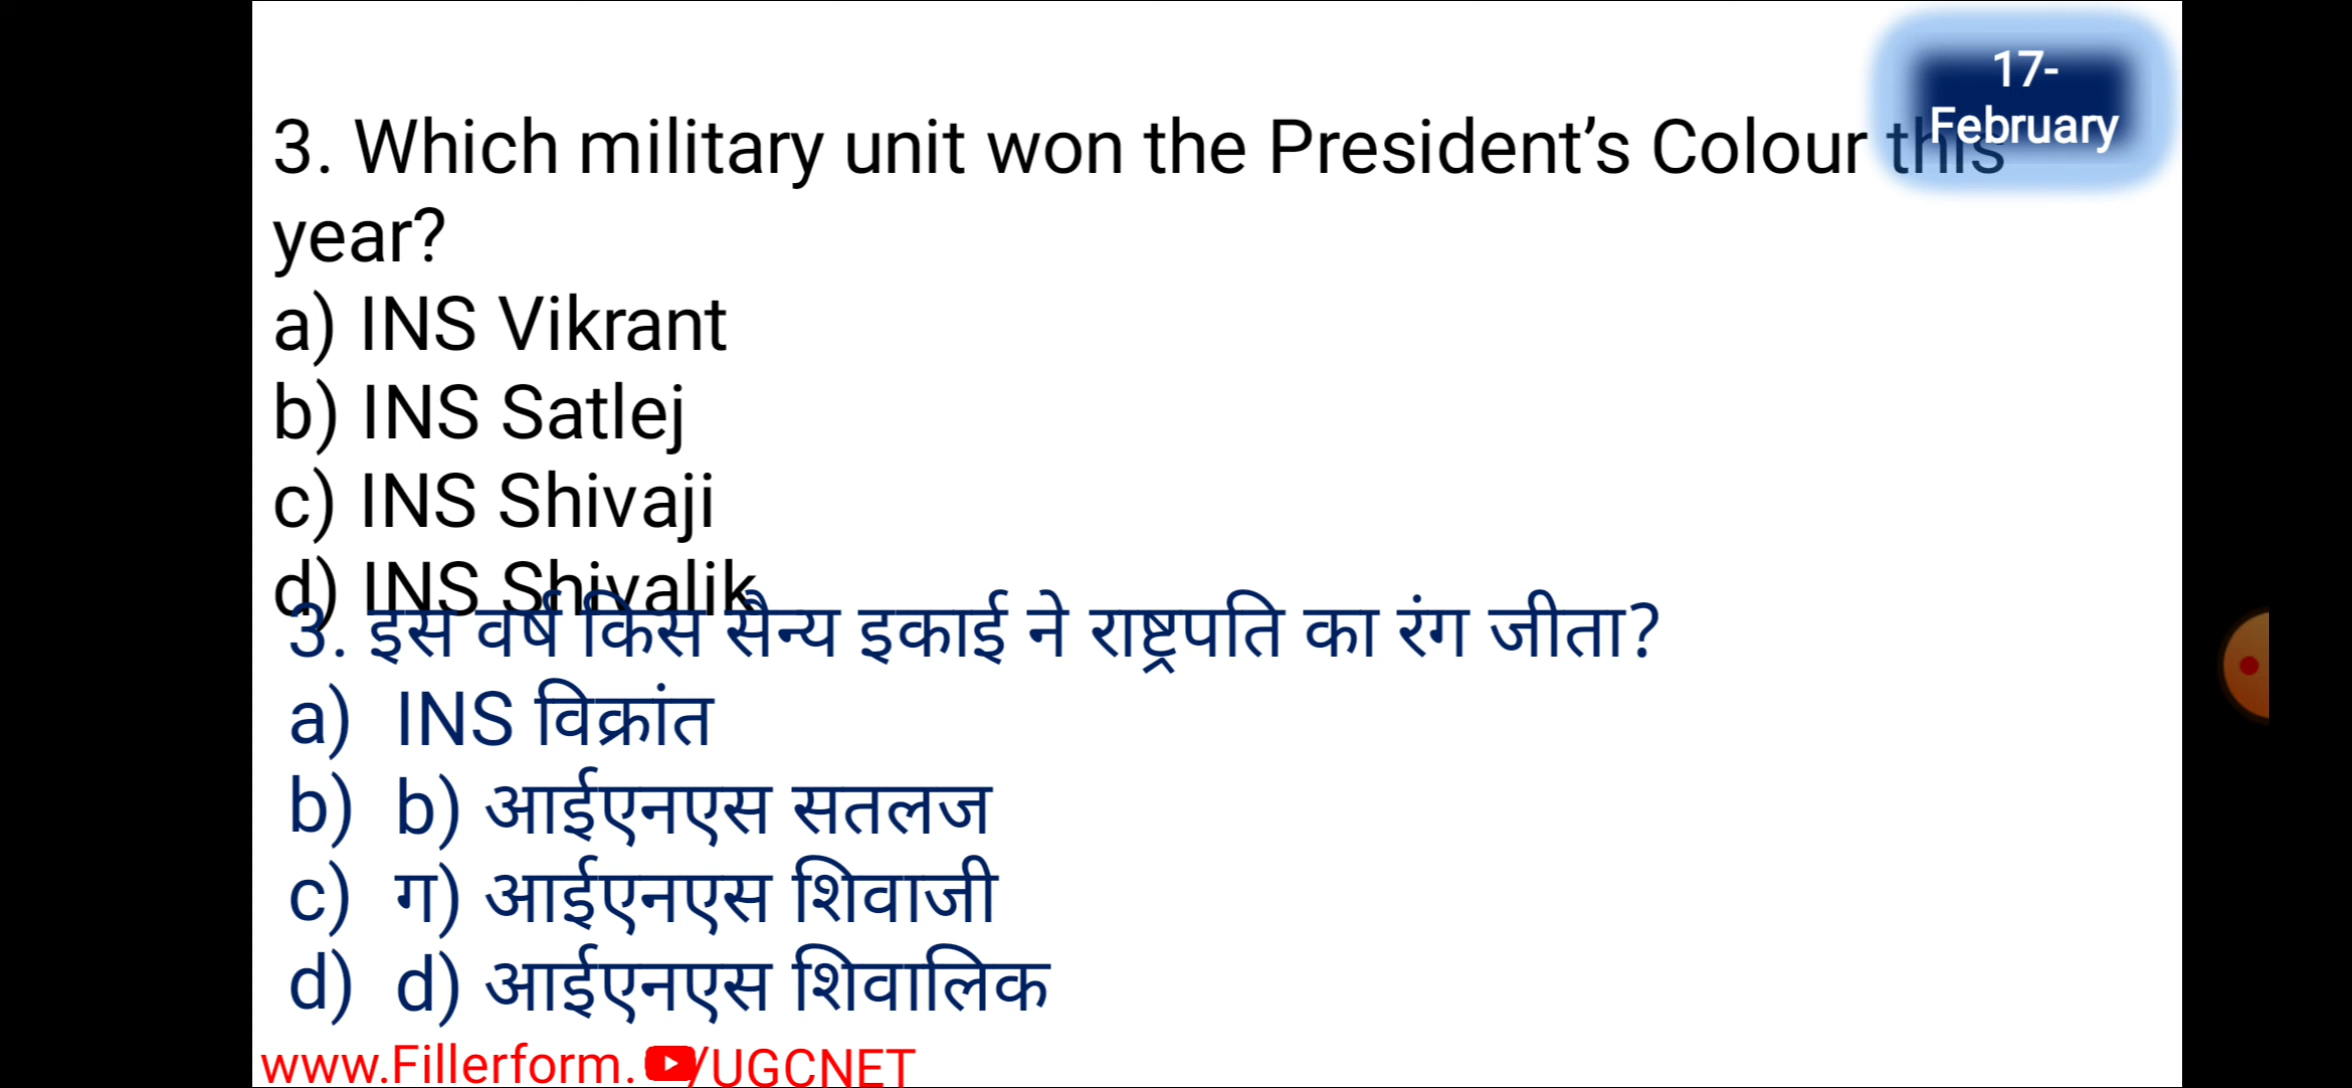 17-
February
3. Which military unit won the President's Colour this
year?
a) INS Vikrant
b) INS Satlej
c) INS Shivaji
d) INS Shivalik
3. इस वर्ष किस सैन्य इकाई ने राष्ट्रपति का रंग जीता?
a) INS विक्रांत
b) b) आईएनएस सतलज
c) ग) आईएनएस शिवाजी
d) d) आईएनएस शिवालिक
www.Fillerform. /UGCNET